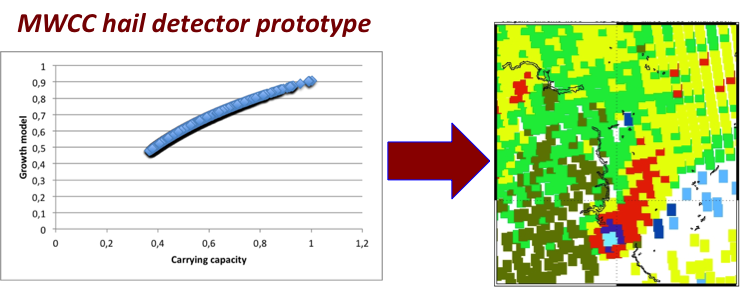 MWCC hail detector prototype
1
0,9
0,8
0,7
0,6
0,5
0,4
0,3
0,2
0,1
0
Growth model
0 0,2 0,4 0,6 0,8 1 1,2
Carrying capacity